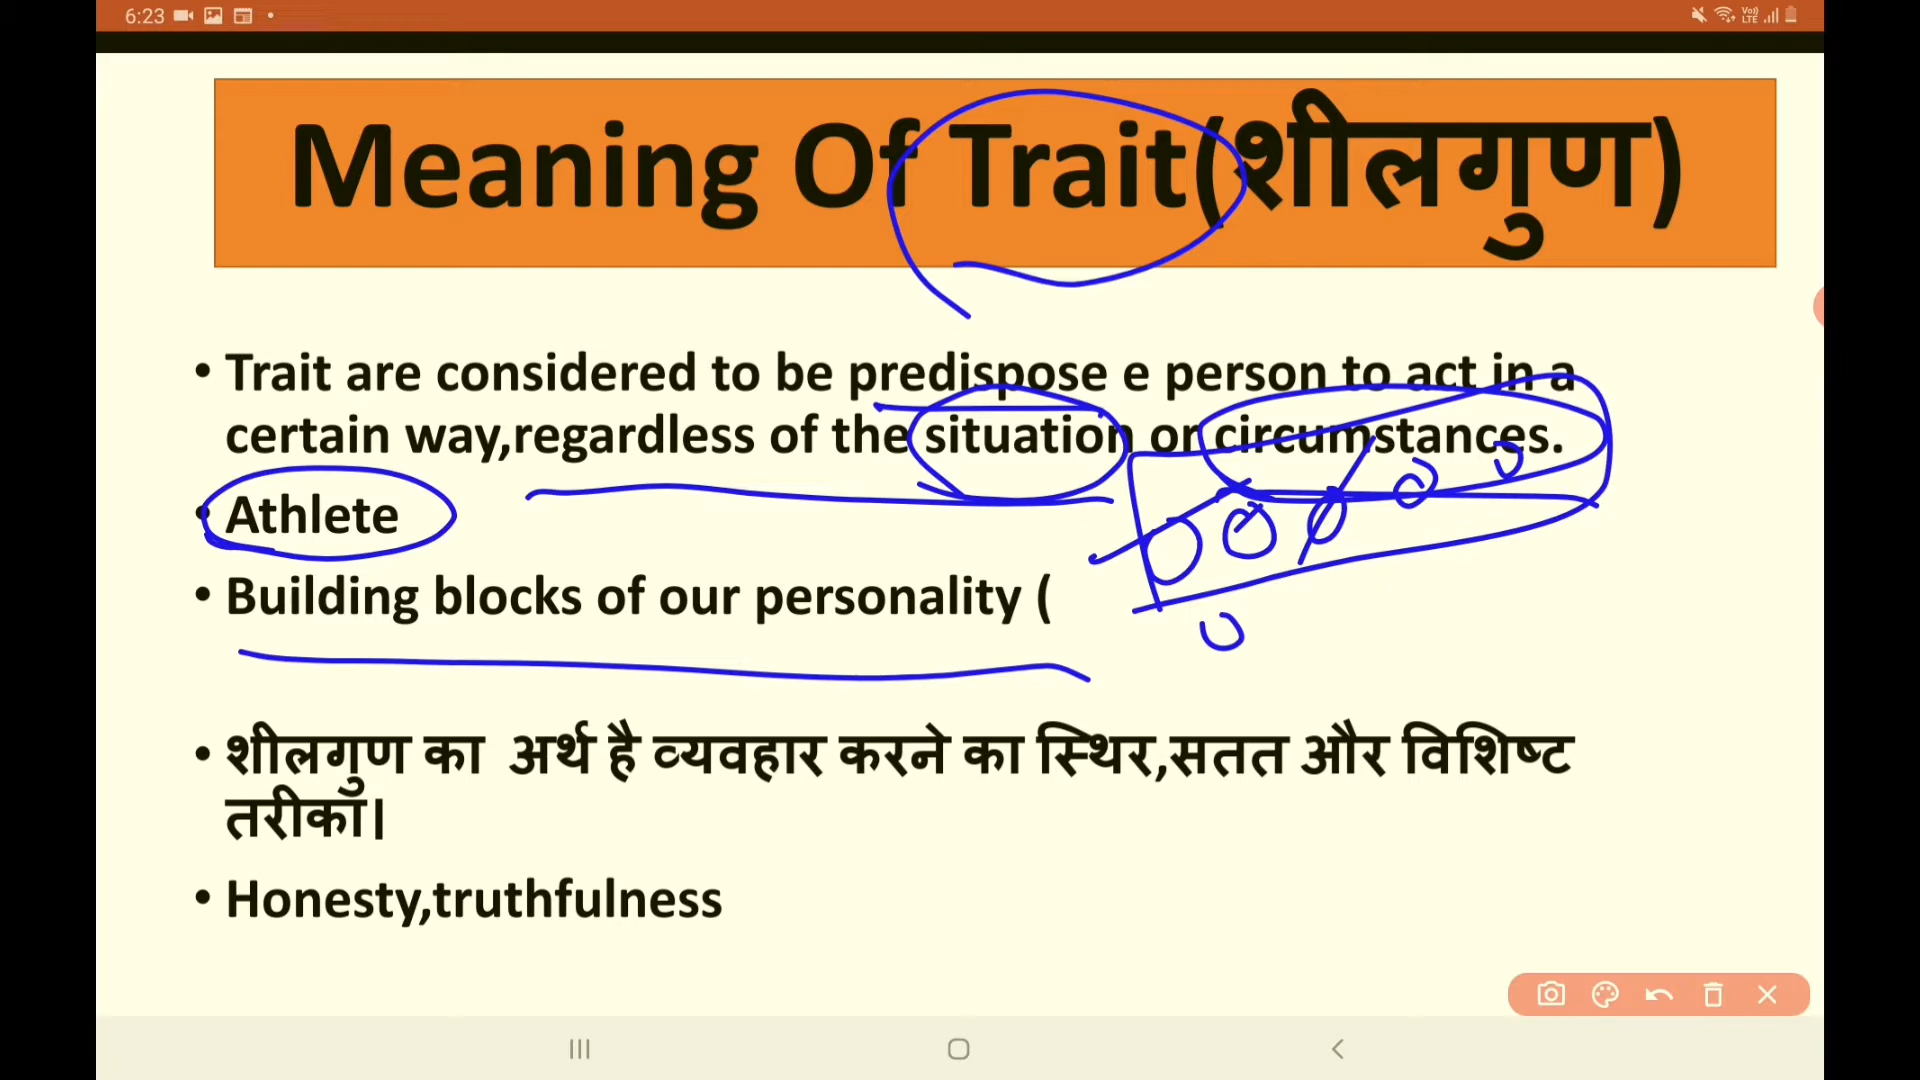 6:23
Meaning Of Trait(शीलगुण)
• Trait are considered to be predispose e person to act in a
certain way,regardless of the situation or circumstances.
• Athlete
• Building blocks of our personality (
• शीलगुण का अर्थ है व्यवहार करने का स्थिर,सतत और विशिष्ट
तरीका।
• Honesty,truthfulness